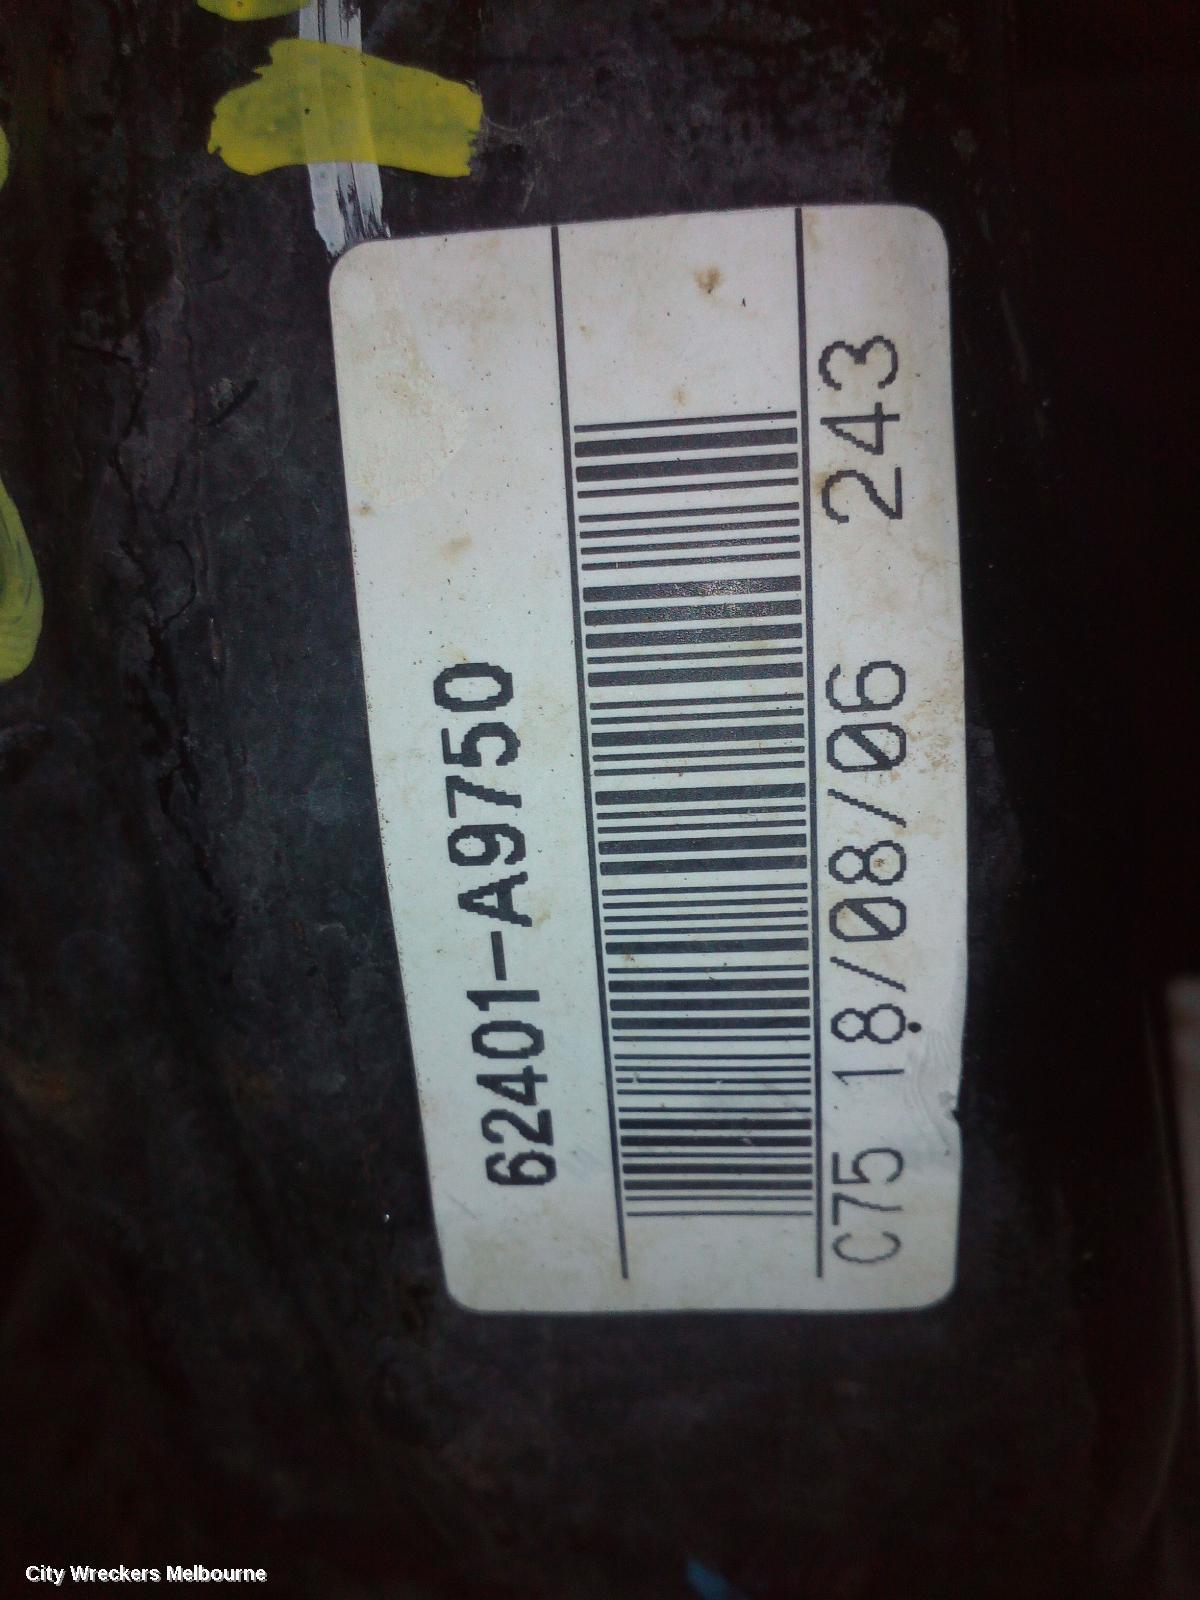 62401-A9750
C75 18/08/06 243
City Wreckers Melbourne